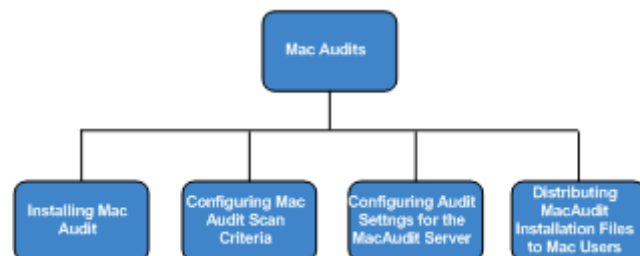 Mac Audits
Installing Mac
Audit
Configuring Mac
Audit Scan
Criteria
Configuring Audit
Settngs for the
MacAudit Server
Distributing
MacAudit
Installation Files
to Mac Users